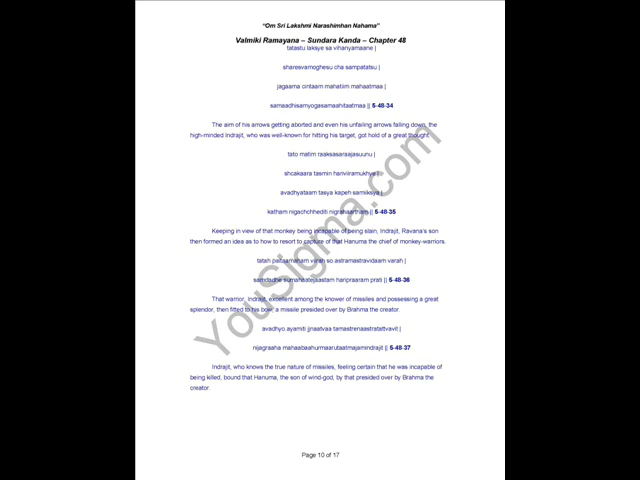 “Om Sri Lakshmi Narashimhan Nahama”
Valmiki Ramayana – Sundara Kanda – Chapter 48
tatastu laksye sa vihanyamaane |
sharesvamoghesu cha sampatatsu |
jagaama cintaam mahatiim mahaatmaa |
samaadhisamyogasamaahitaatmaa || 5-48-34
The aim of his arrows getting aborted and even his unfailing arrows falling down, the
high-minded Indrajit, who was well-known for hitting his target, got hold of a great thought.
tato matim raaksasaraajasuunu |
shcakaara tasmin hariviiramukhya |
avadhyataam tasya kapeh samiiksya |
katham nigachchhediti nigrahaartham || 5-48-35
Keeping in view of that monkey being incapable of being slain, Indrajit, Ravana's son
then formed an idea as to how to resort to capture of that Hanuma the chief of monkey-warriors
tatah paitaamaham viirah so astramastravidaam varah |
samdadhe sumahaatejaastam haripraaram prati || 5-48-36
That warrior, Indrajit, excellent among the knower of missiles and possessing a great
splendor, then fitted to his bow, a missile presided over by Brahma the creator.
avadhyo ayamiti jjnaatvaa tamastrenaastratattvavit |
nijagraaha mahaabaahurmaarutaatmajamindrajit || 5-48-37
Indrajit, who knows the true nature of missiles, feeling certain that he was incapable of
being killed, bound that Hanuma, the son of wind-god, by that presided over by Brahma the
creator.
YouSigma.com
Page 10 of 17